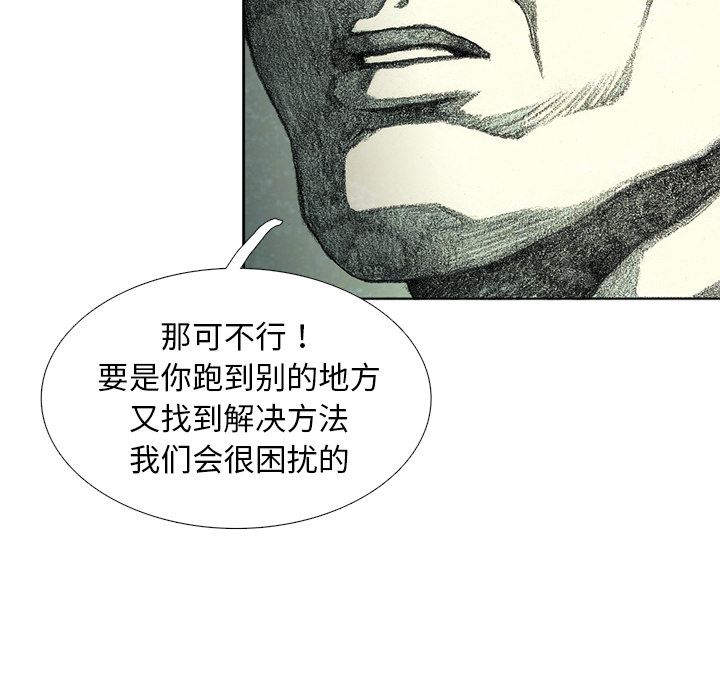 那可不行！
要是你跑到别的地方
又找到解决方法
我们会很困扰的